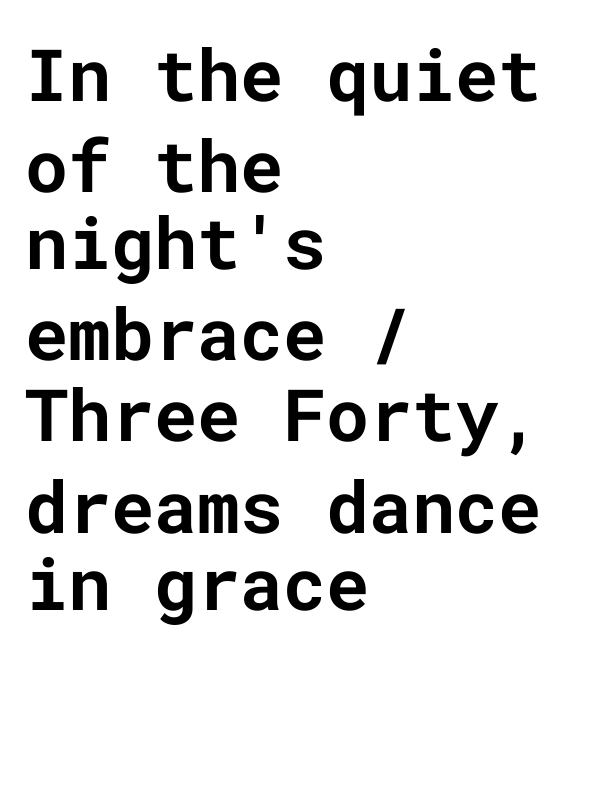 In the quiet
of the
night's
embrace /
Three Forty,
dreams dance
in grace